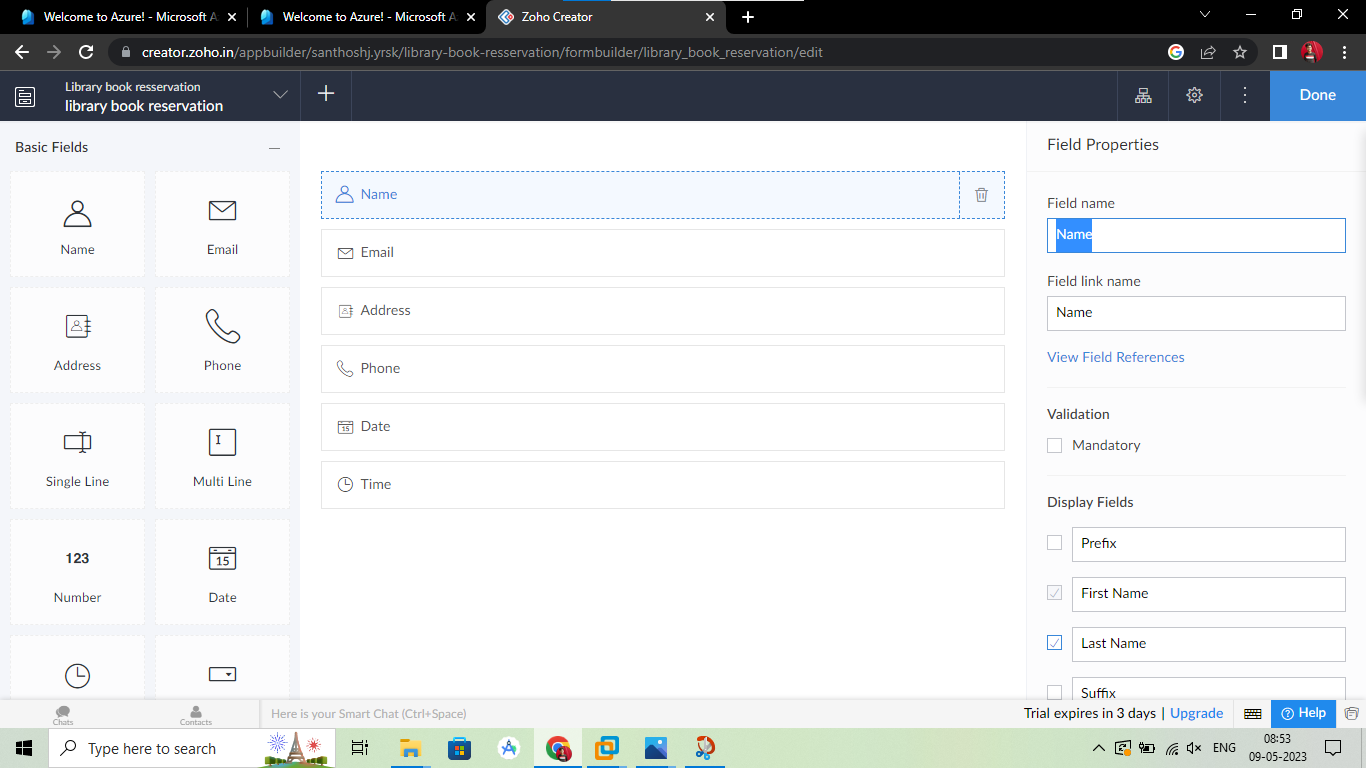 Welcome to Azure! - Microsoft A
Welcome to Azure! - Microsoft A
Zoho Creator
creator.zoho.in/appbuilder/santhoshj.yrsk/library-book-resservation/formbuilder/library_book_reservation/edit
Library book resservation
library book reservation
Done
Basic Fields
Name
Email
Address
Phone
Single Line
Multi Line
123
Number
15
Date
Name
Email
Address
Phone
15
Date
Time
Field Properties
Field name
Name
Field link name
Name
View Field References
Validation
Mandatory
Display Fields
Prefix
First Name
Last Name
Suffix
Chats
Contacts
Here is your Smart Chat (Ctrl+Space)
Trial expires in 3 days | Upgrade
Help
Type here to search
ENG
08:53
09-05-2023